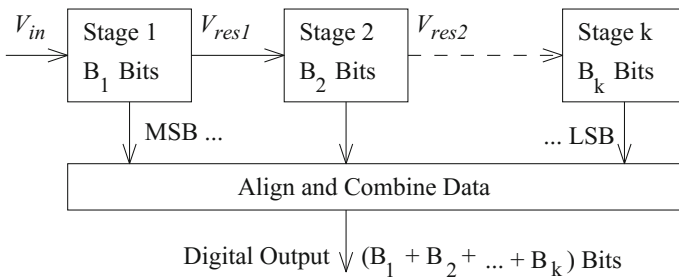 V_in
Stage 1
B_1 Bits
V_res1
Stage 2
B_2 Bits
V_res2
Stage k
B_k Bits
MSB ...
... LSB
Align and Combine Data
Digital Output (B_1 + B_2 + ... + B_k) Bits